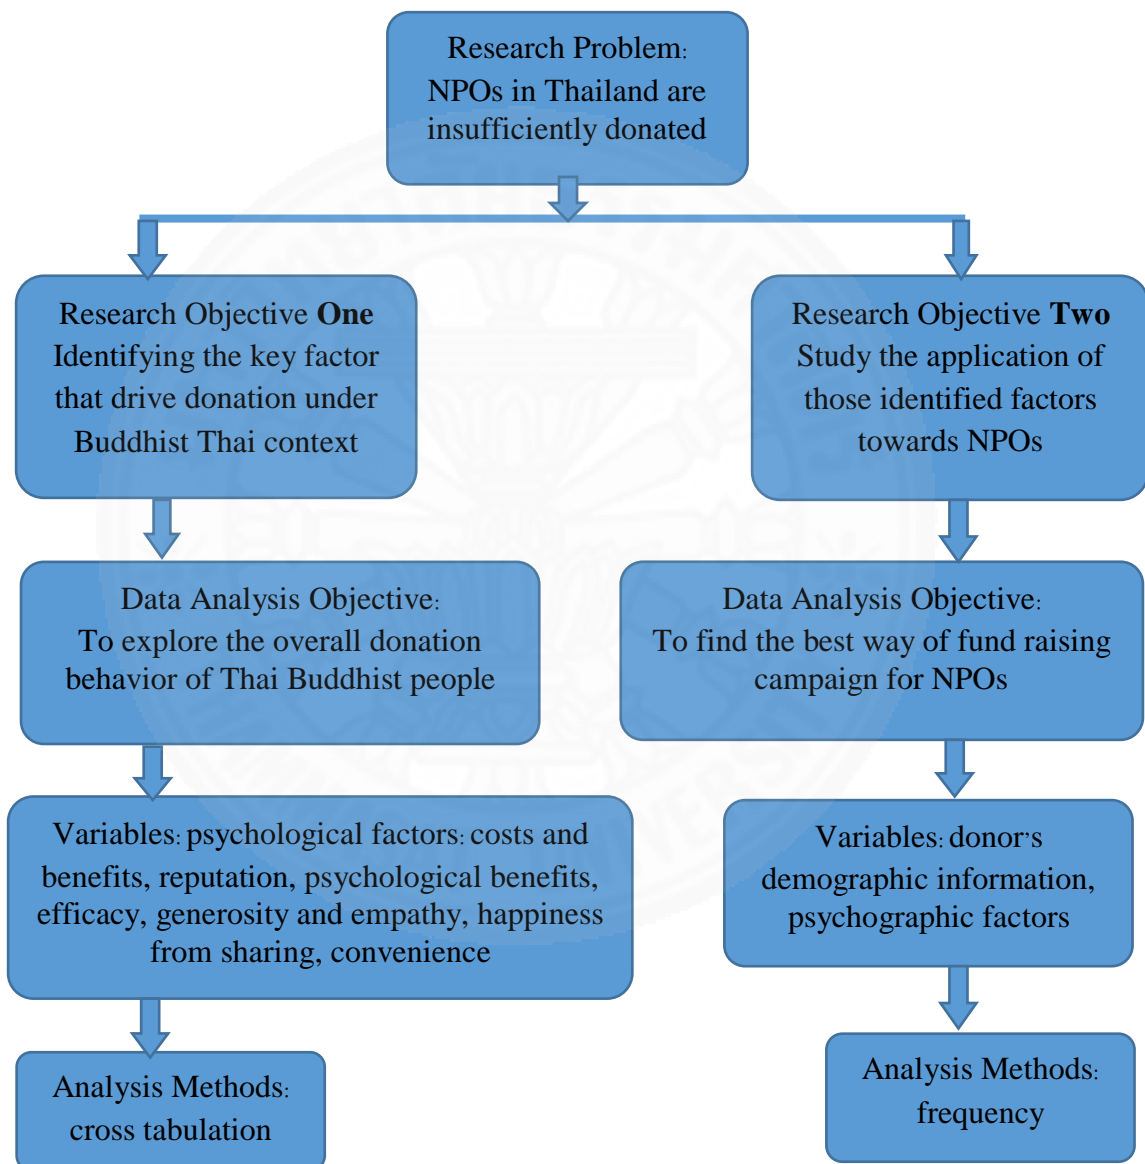 Research Problem:
NPOs in Thailand are
insufficiently donated
Research Objective One
Identifying the key factor
that drive donation under
Buddhist Thai context
Research Objective Two
Study the application of
those identified factors
towards NPOs
Data Analysis Objective:
To explore the overall donation
behavior of Thai Buddhist people
Data Analysis Objective:
To find the best way of fund raising
campaign for NPOs
Variables: psychological factors: costs and
benefits, reputation, psychological benefits,
efficacy, generosity and empathy, happiness
from sharing, convenience
Variables: donor's
demographic information,
psychographic factors
Analysis Methods:
cross tabulation
Analysis Methods:
frequency